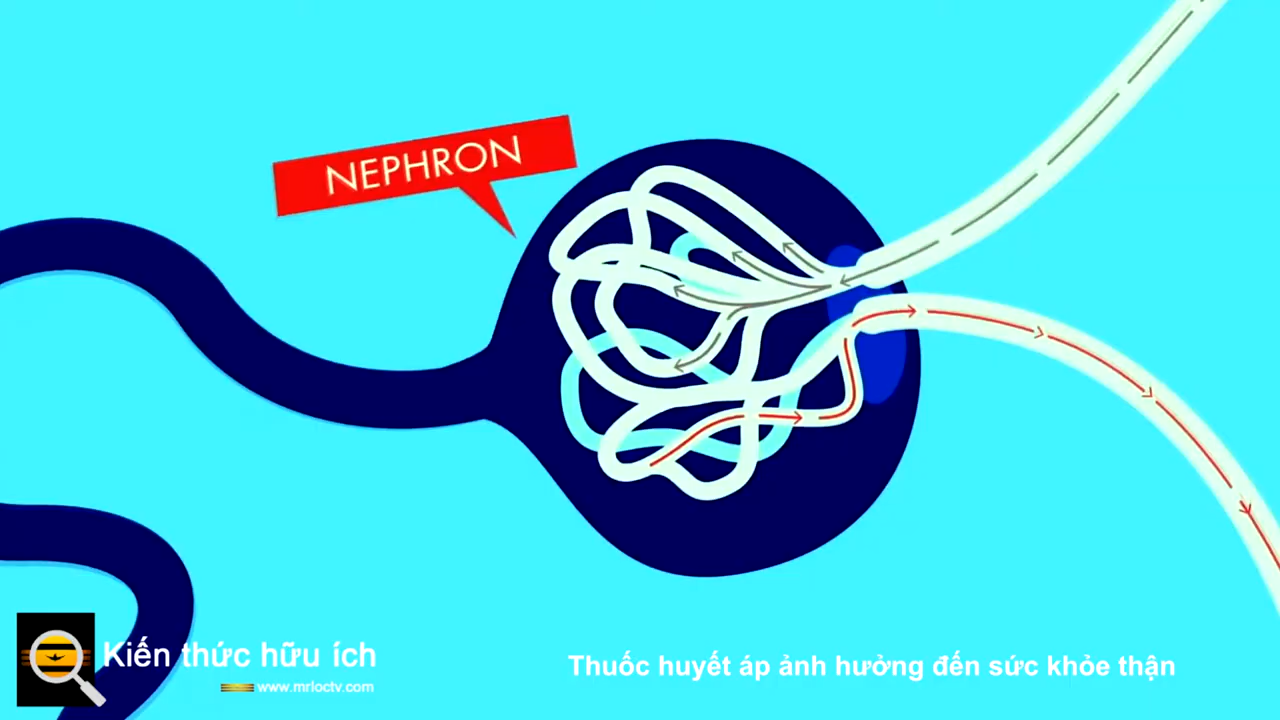 NEPHRON
Kiến thức hữu ích
www.mrloctv.com
Thuốc huyết áp ảnh hưởng đến sức khỏe thận